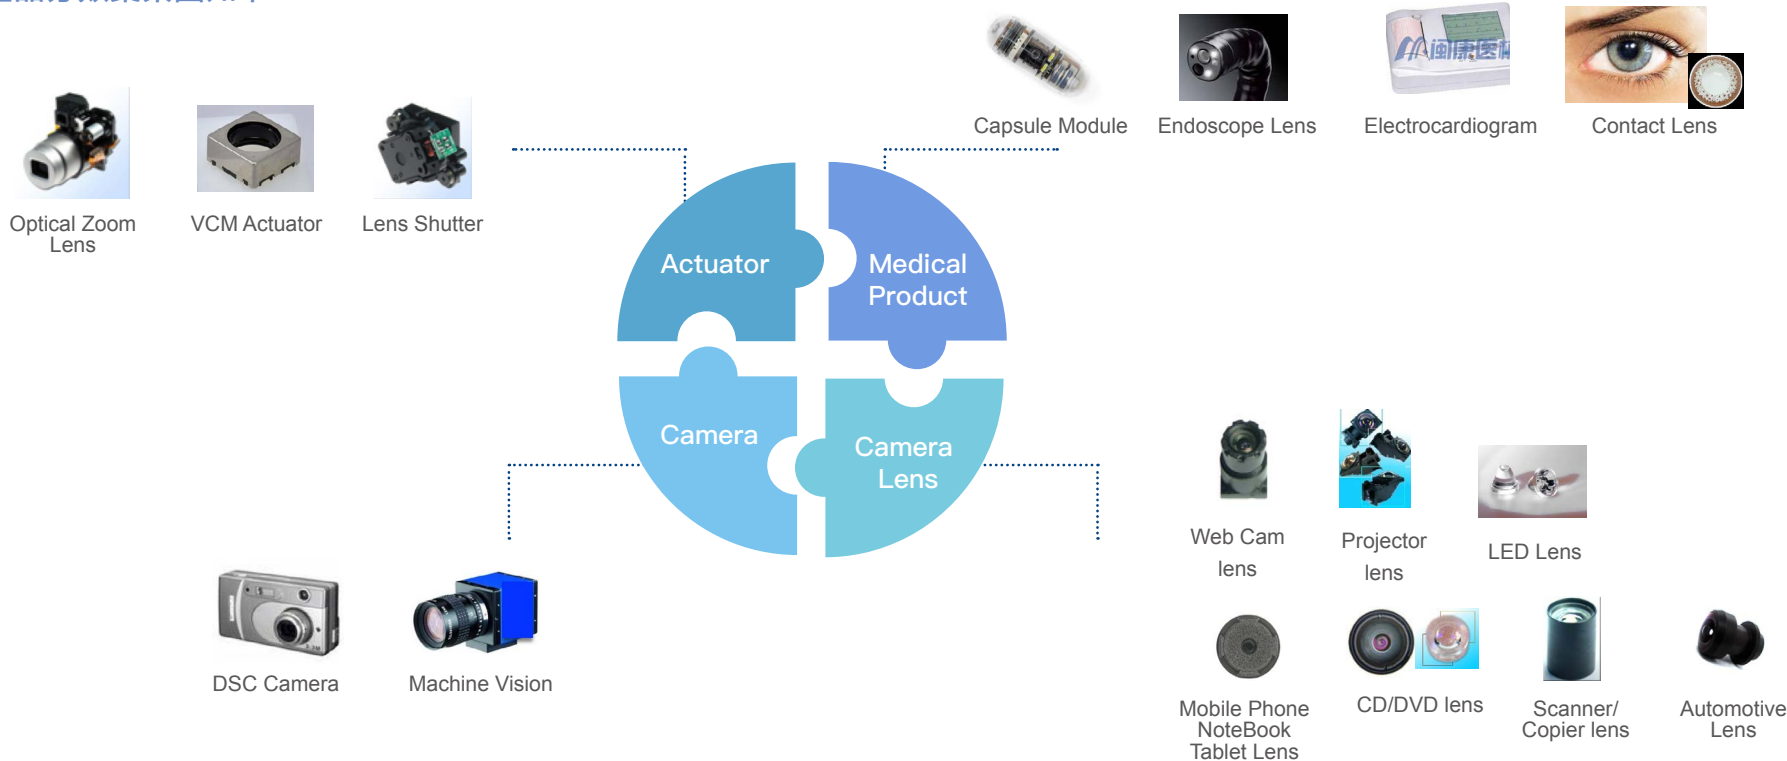 Capsule Module
Endoscope Lens
Electrocardiogram
Contact Lens
Optical Zoom
Lens
VCM Actuator
Lens Shutter
Actuator
Medical
Product
Camera
Camera
Lens
Web Cam
lens
Projector
lens
LED Lens
DSC Camera
Machine Vision
Mobile Phone
NoteBook
Tablet Lens
CD/DVD lens
Scanner/
Copier lens
Automotive
Lens